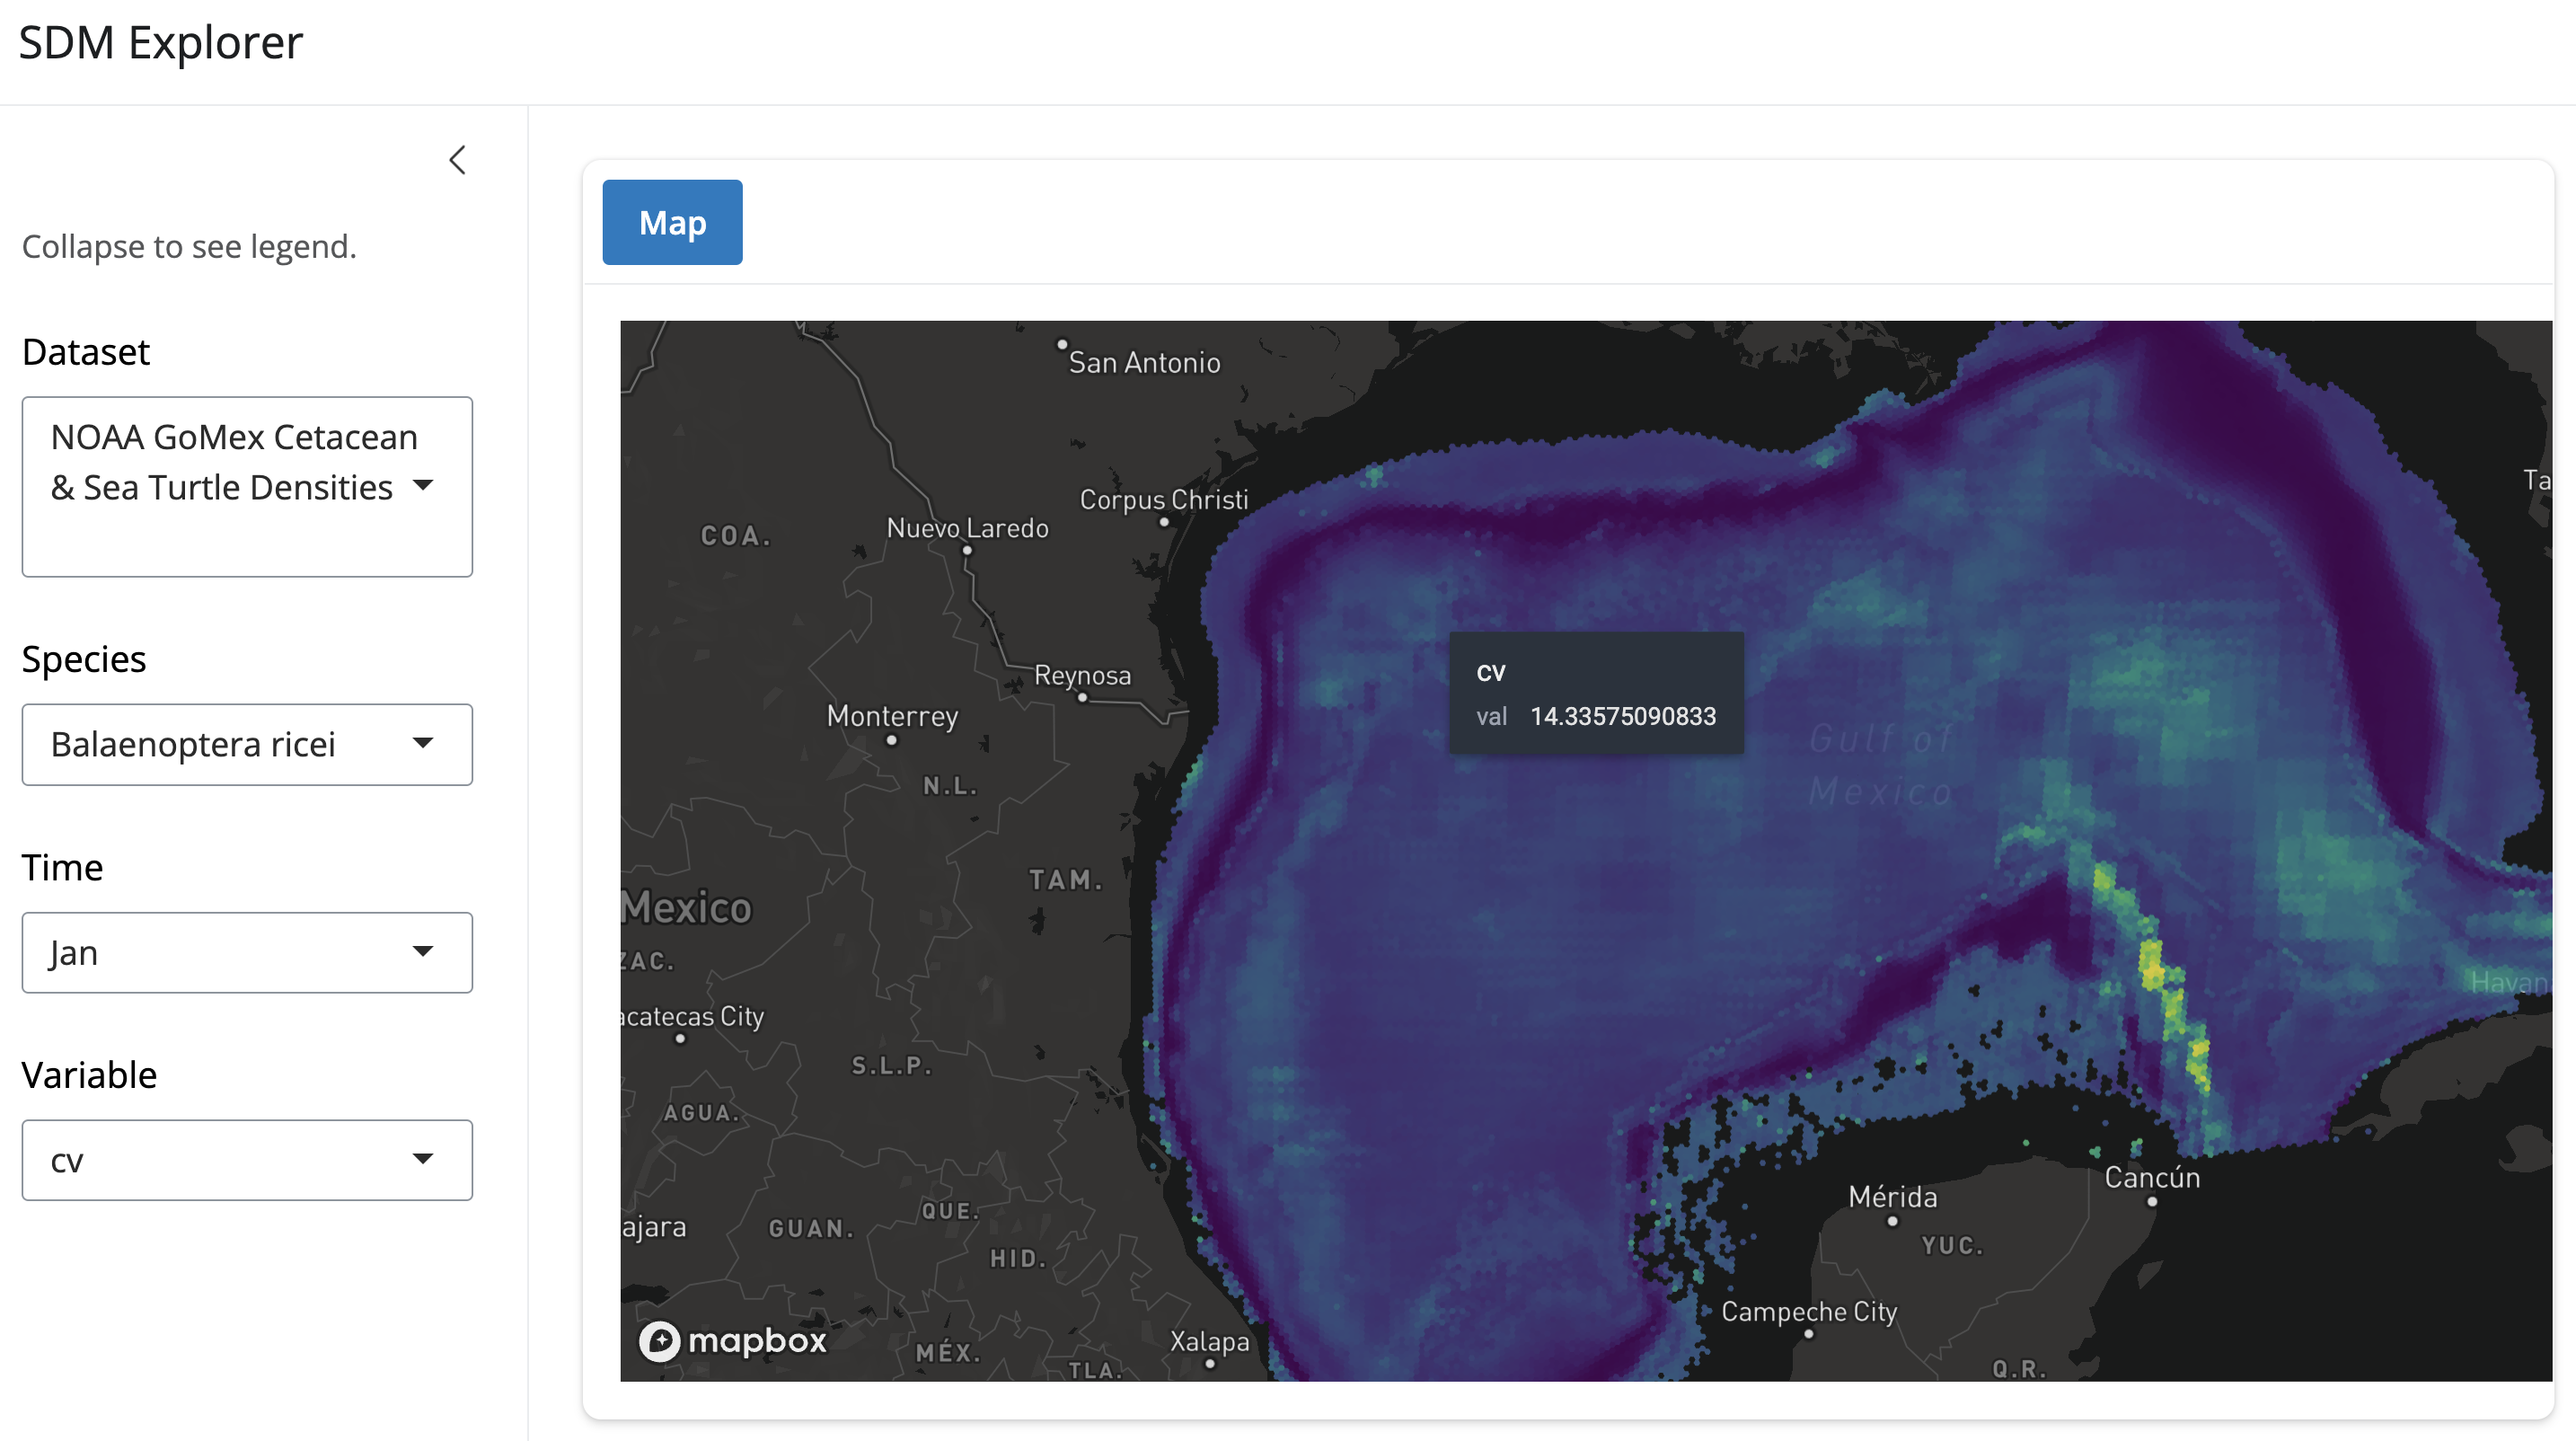 SDM Explorer
Collapse to see legend.
Dataset
NOAA GoMex Cetacean
& Sea Turtle Densities
Species
Balaenoptera ricei
Time
Jan
Variable
cv
Map
San Antonio
Corpus Christi
Nuevo Laredo
COA.
Ta
Reynosa
cv
val 14.33575090833
Monterrey
Gulf of
Mexico
N.L.
TAM.
Mexico
ZAC.
Havan
acatecas City
S.L.P.
AGUA.
Cancún
Mérida
QUE.
ajara
GUAN.
YUC.
HID.
Campeche City
mapbox
Xalapa
MÉX.
TLA.
Q.R.